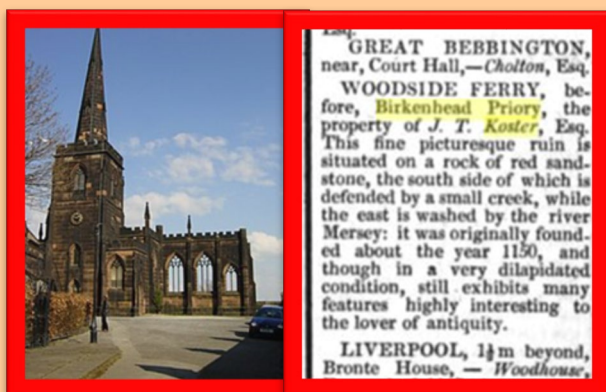 Esq.
GREAT BEBBINGTON,
near, Court Hall,—Cholton, Esq.
WOODSIDE FERRY, be-
fore, Birkenhead Priory, the
property of J. T. Koster, Esq.
This fine picturesque ruin is
situated on a rock of red sand-
stone, the south side of which is
defended by a small creek, while
the east is washed by the river
Mersey: it was originally found-
ed about the year 1150, and
though in a very dilapidated
condition, still exhibits many
features highly interesting to
the lover of antiquity.
LIVERPOOL, 1½m beyond,
Bronte House, — Woodhouse,